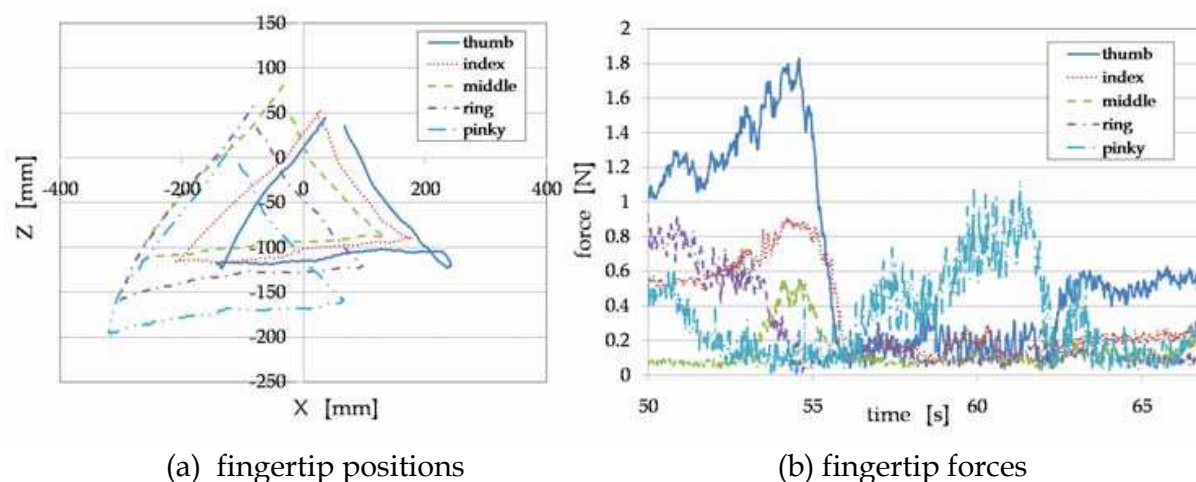 150
100
50
0
-50
-100
-150
-200
-250
-400
-200
0
200
400
Z [mm]
X [mm]
thumb
index
middle
ring
pinky
2
1.8
1.6
1.4
1.2
1
0.8
0.6
0.4
0.2
0
50
55
60
65
force [N]
time [s]
thumb
index
middle
ring
pinky
(a) fingertip positions
(b) fingertip forces